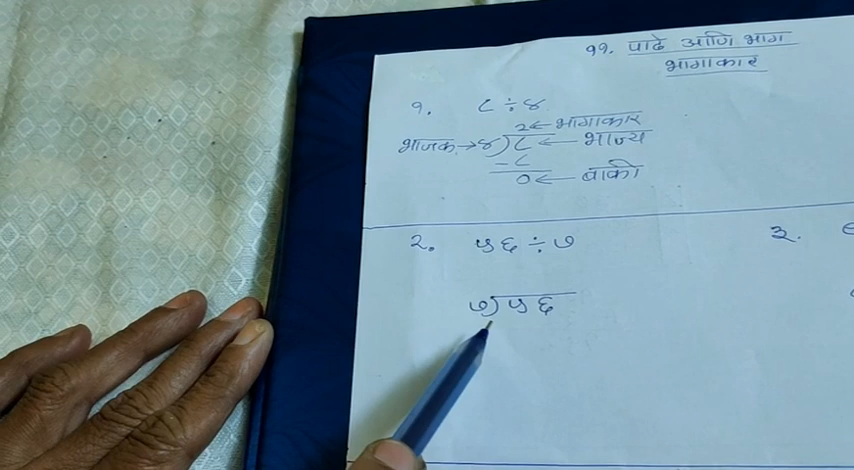 ११. पाढे आणि भाग
भागाकार
१. ८ ÷ ४
२ ← भागाकार
भाजक → ४) ८ ← भाज्य
- ८
० ← बाकी
२. ५६ ÷ ७
३.
७) ५६